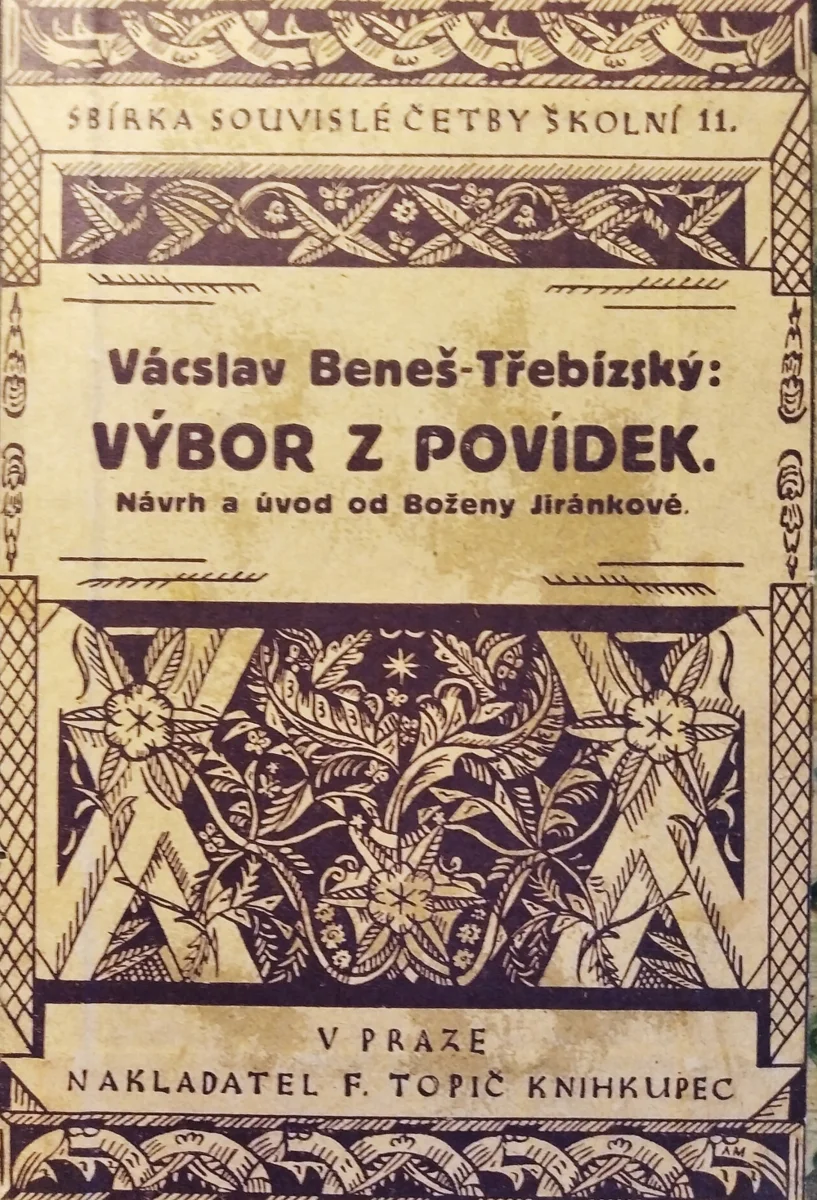 SBÍRKA SOUVISLÉ ČETBY ŠKOLNÍ 11.
Vácslav Beneš-Třebízský:
VÝBOR Z POVÍDEK.
Návrh a úvod od Boženy Jiránkové.
V PRAZE
NAKLADATEL F. TOPIČ KNIHKUPEC
AM